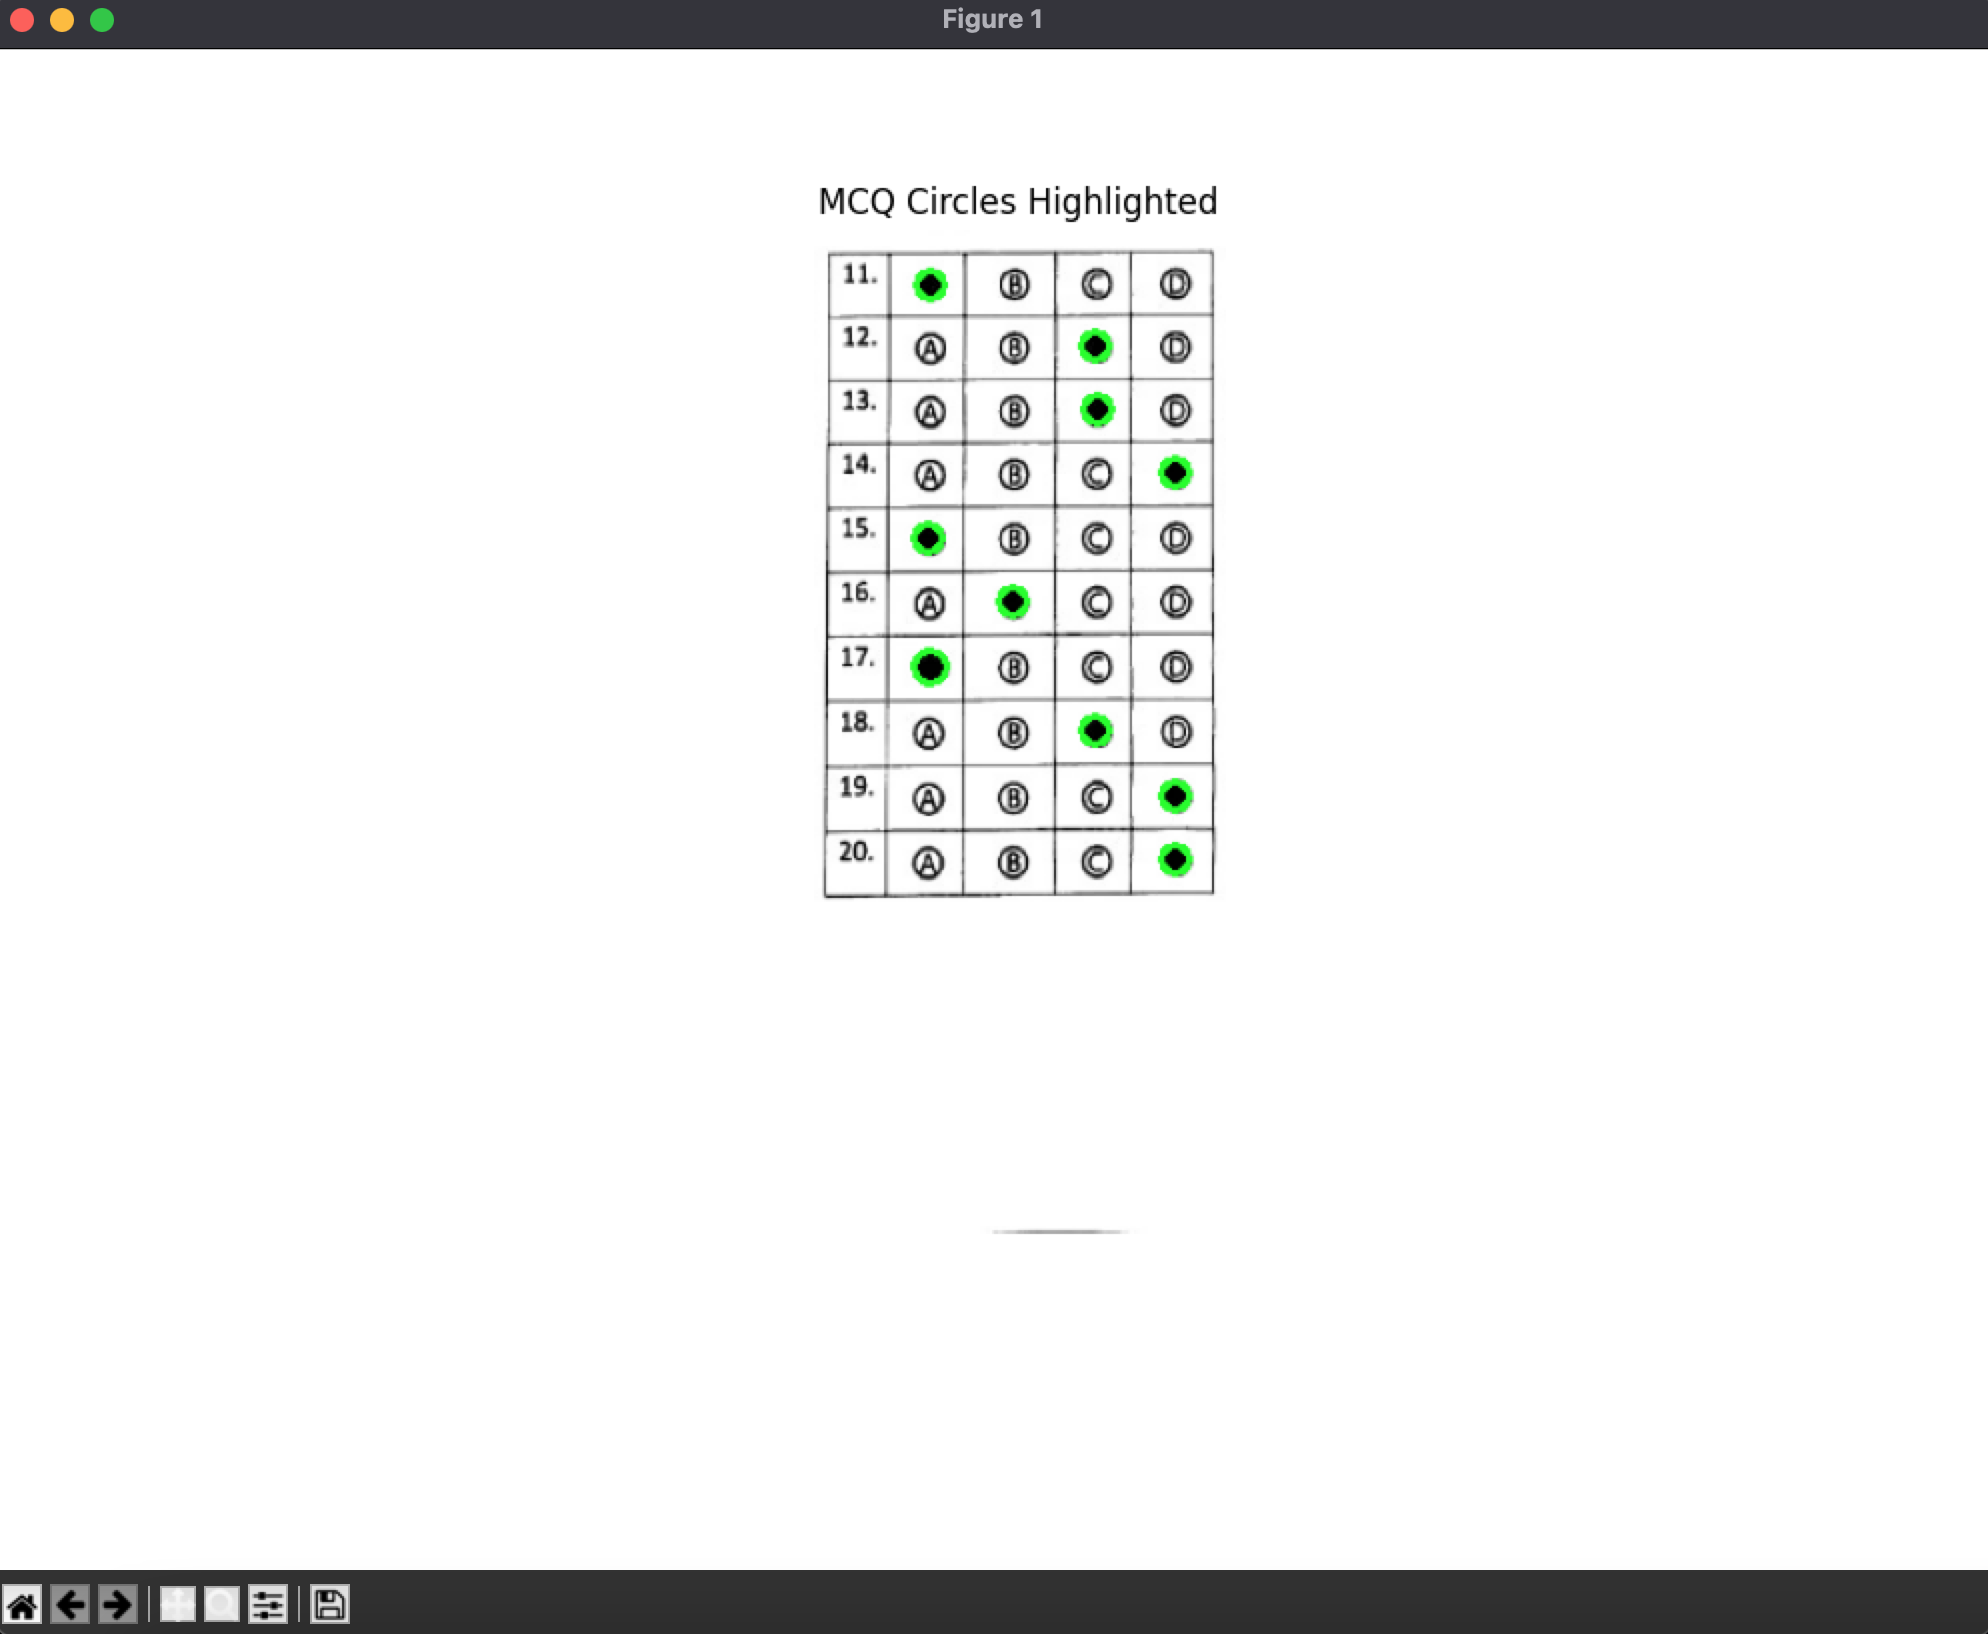 Figure 1
MCQ Circles Highlighted
11. B C D
12. A B D
13. A B D
14. A B C
15. B C D
16. A C D
17. B C D
18. A B D
19. A B C
20. A B C